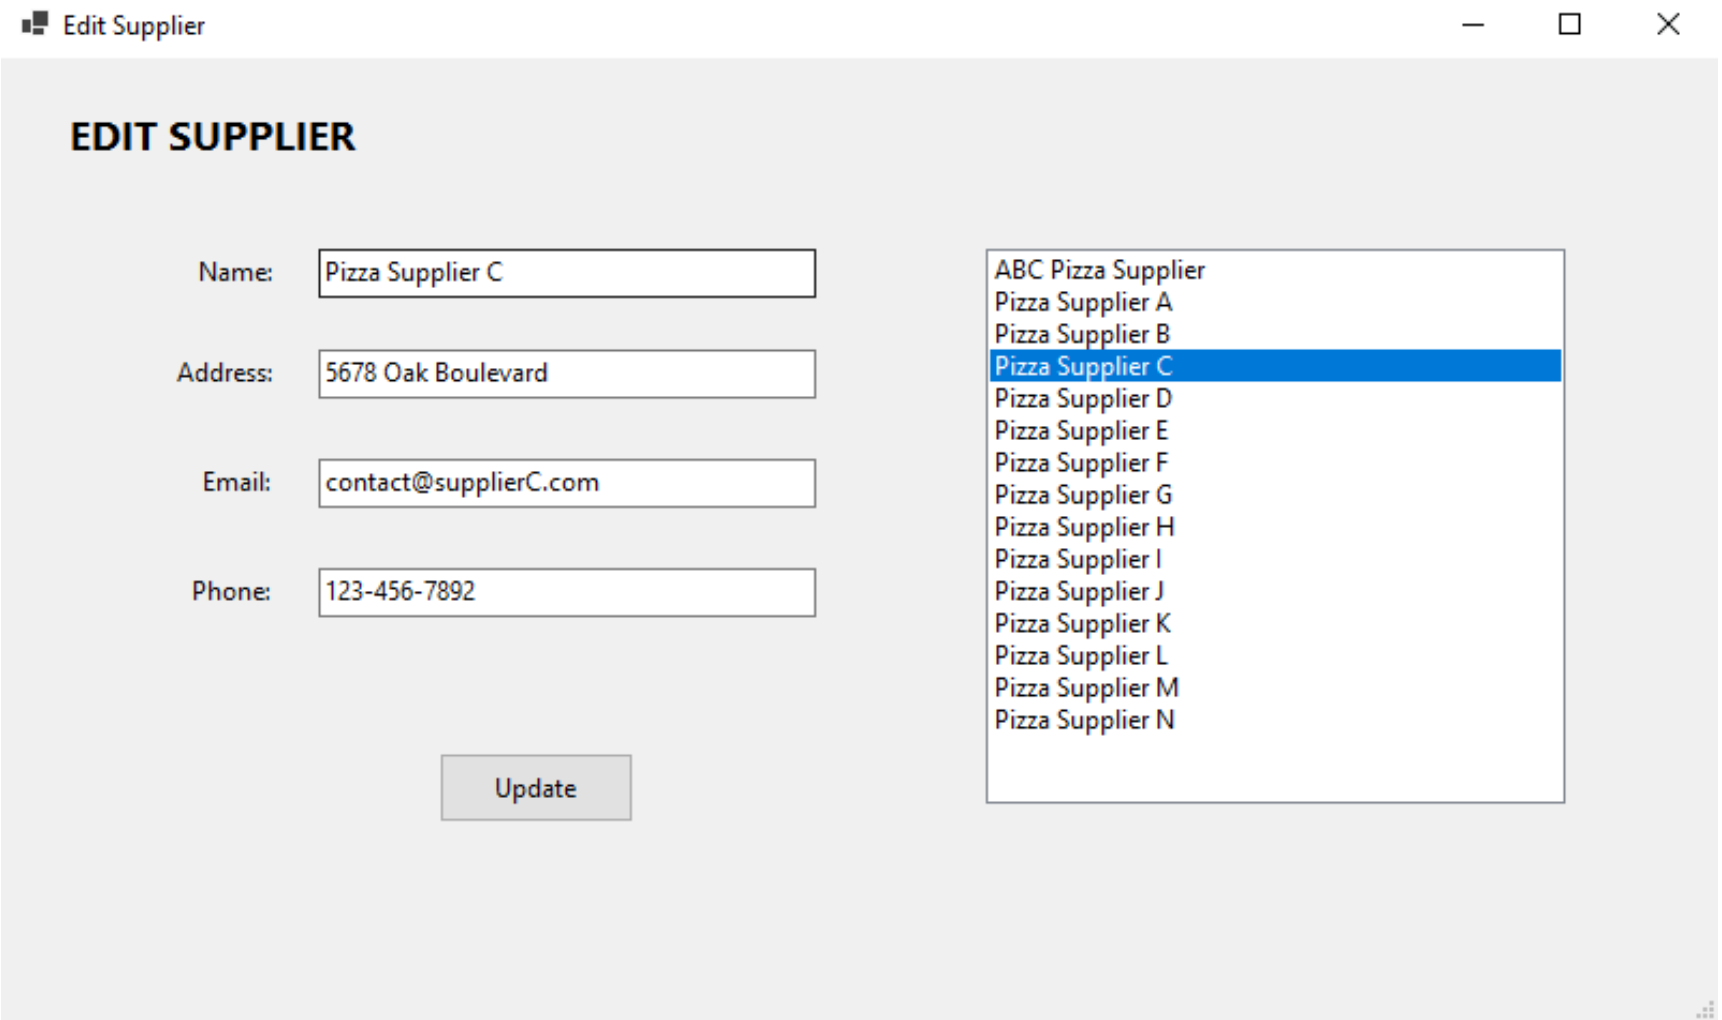 Edit Supplier
EDIT SUPPLIER
Name: Pizza Supplier C
Address: 5678 Oak Boulevard
Email: contact@supplierC.com
Phone: 123-456-7892
Update
ABC Pizza Supplier
Pizza Supplier A
Pizza Supplier B
Pizza Supplier C
Pizza Supplier D
Pizza Supplier E
Pizza Supplier F
Pizza Supplier G
Pizza Supplier H
Pizza Supplier I
Pizza Supplier J
Pizza Supplier K
Pizza Supplier L
Pizza Supplier M
Pizza Supplier N